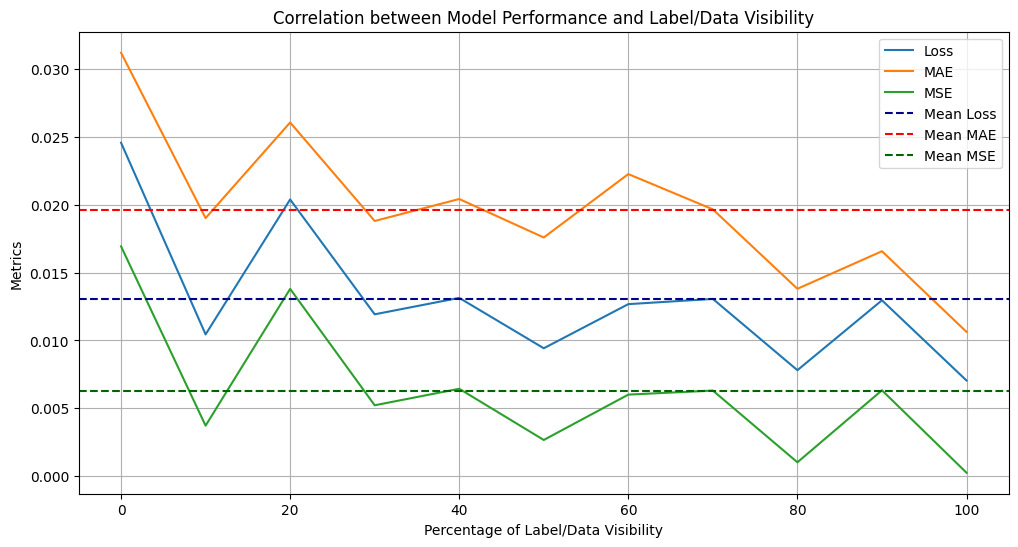 Correlation between Model Performance and Label/Data Visibility
Loss
MAE
MSE
Mean Loss
Mean MAE
Mean MSE
Metrics
0.030
0.025
0.020
0.015
0.010
0.005
0.000
0
20
40
60
80
100
Percentage of Label/Data Visibility